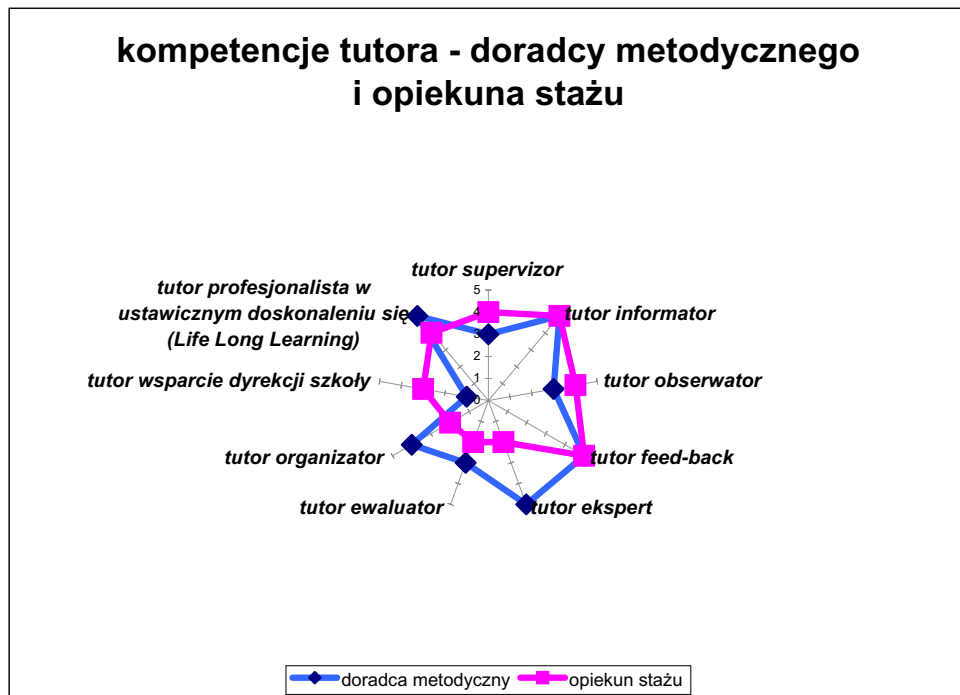 kompetencje tutora - doradcy metodycznego
i opiekuna stażu
tutor supervizor
tutor profesjonalista w
ustawicznym doskonaleniu się
(Life Long Learning)
5
4
3
2
1
0
tutor informator
tutor wsparcie dyrekcji szkoły
tutor obserwator
tutor organizator
tutor feed-back
tutor ewaluator
tutor ekspert
doradca metodyczny
opiekun stażu